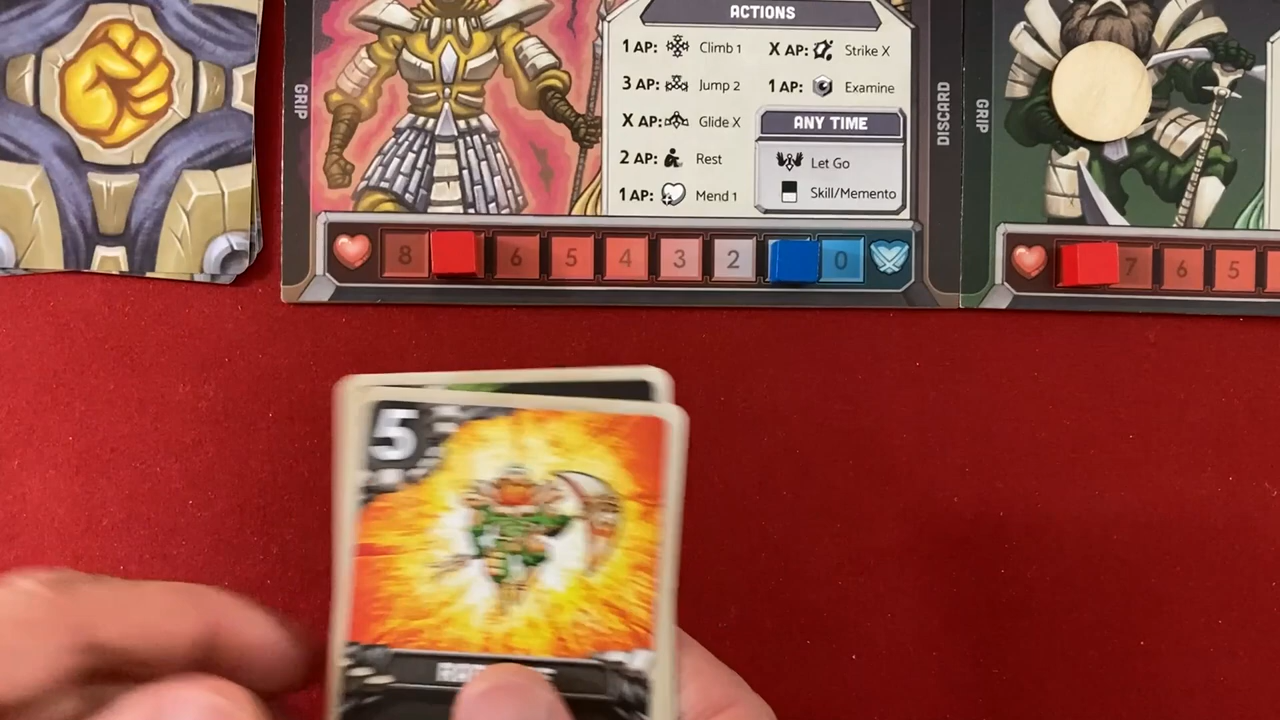 ACTIONS
1 AP: Climb 1
X AP: Strike X
3 AP: Jump 2
1 AP: Examine
X AP: Glide X
ANY TIME
2 AP: Rest
Let Go
1 AP: Mend 1
Skill/Memento
GRIP
DISCARD
GRIP
8 6 5 4 3 2 0
7 6 5
5